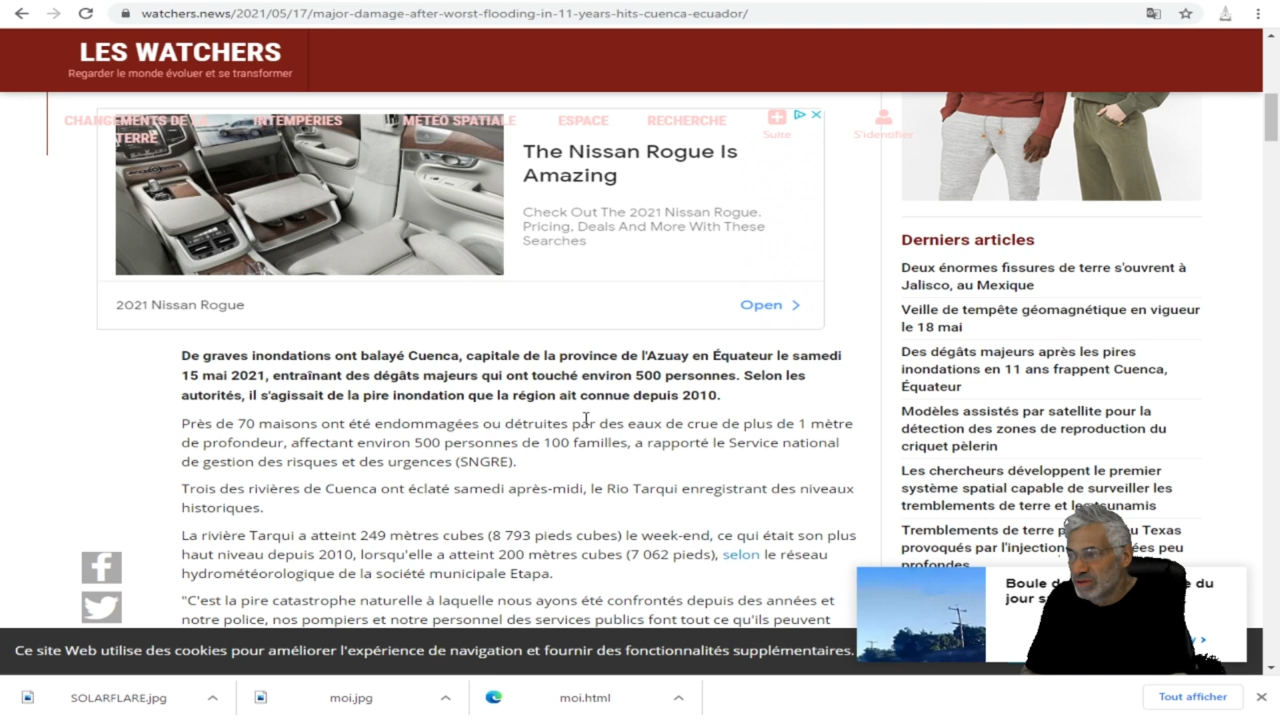 watchers.news/2021/05/17/major-damage-after-worst-flooding-in-11-years-hits-cuenca-ecuador/
LES WATCHERS
Regarder le monde évoluer et se transformer
CHANGEMENTS DE LA TERRE
INTEMPÉRIES
MÉTÉO SPATIALE
ESPACE
RECHERCHE
Suite
S'identifier
The Nissan Rogue Is
Amazing
Check Out The 2021 Nissan Rogue.
Pricing, Deals And More With These
Searches
2021 Nissan Rogue
Open
De graves inondations ont balayé Cuenca, capitale de la province de l'Azuay en Équateur le samedi
15 mai 2021, entraînant des dégâts majeurs qui ont touché environ 500 personnes. Selon les
autorités, il s'agissait de la pire inondation que la région ait connue depuis 2010.
Près de 70 maisons ont été endommagées ou détruites par des eaux de crue de plus de 1 mètre
de profondeur, affectant environ 500 personnes de 100 familles, a rapporté le Service national
de gestion des risques et des urgences (SNGRE).
Trois des rivières de Cuenca ont éclaté samedi après-midi, le Rio Tarqui enregistrant des niveaux
historiques.
La rivière Tarqui a atteint 249 mètres cubes (8 793 pieds cubes) le week-end, ce qui était son plus
haut niveau depuis 2010, lorsqu'elle a atteint 200 mètres cubes (7 062 pieds), selon le réseau
hydrométéorologique de la société municipale Etapa.
"C'est la pire catastrophe naturelle à laquelle nous ayons été confrontés depuis des années et
notre police, nos pompiers et notre personnel des services publics font tout ce qu'ils peuvent
Derniers articles
Deux énormes fissures de terre s'ouvrent à
Jalisco, au Mexique
Veille de tempête géomagnétique en vigueur
le 18 mai
Des dégâts majeurs après les pires
inondations en 11 ans frappent Cuenca,
Équateur
Modèles assistés par satellite pour la
détection des zones de reproduction du
criquet pèlerin
Les chercheurs développent le premier
système spatial capable de surveiller les
tremblements de terre et les tsunamis
Tremblements de terre au Texas
provoqués par l'injection peu
profondes
Boule du
jour
Ce site Web utilise des cookies pour améliorer l'expérience de navigation et fournir des fonctionnalités supplémentaires.
SOLARFLARE.jpg
moi.jpg
moi.html
Tout afficher